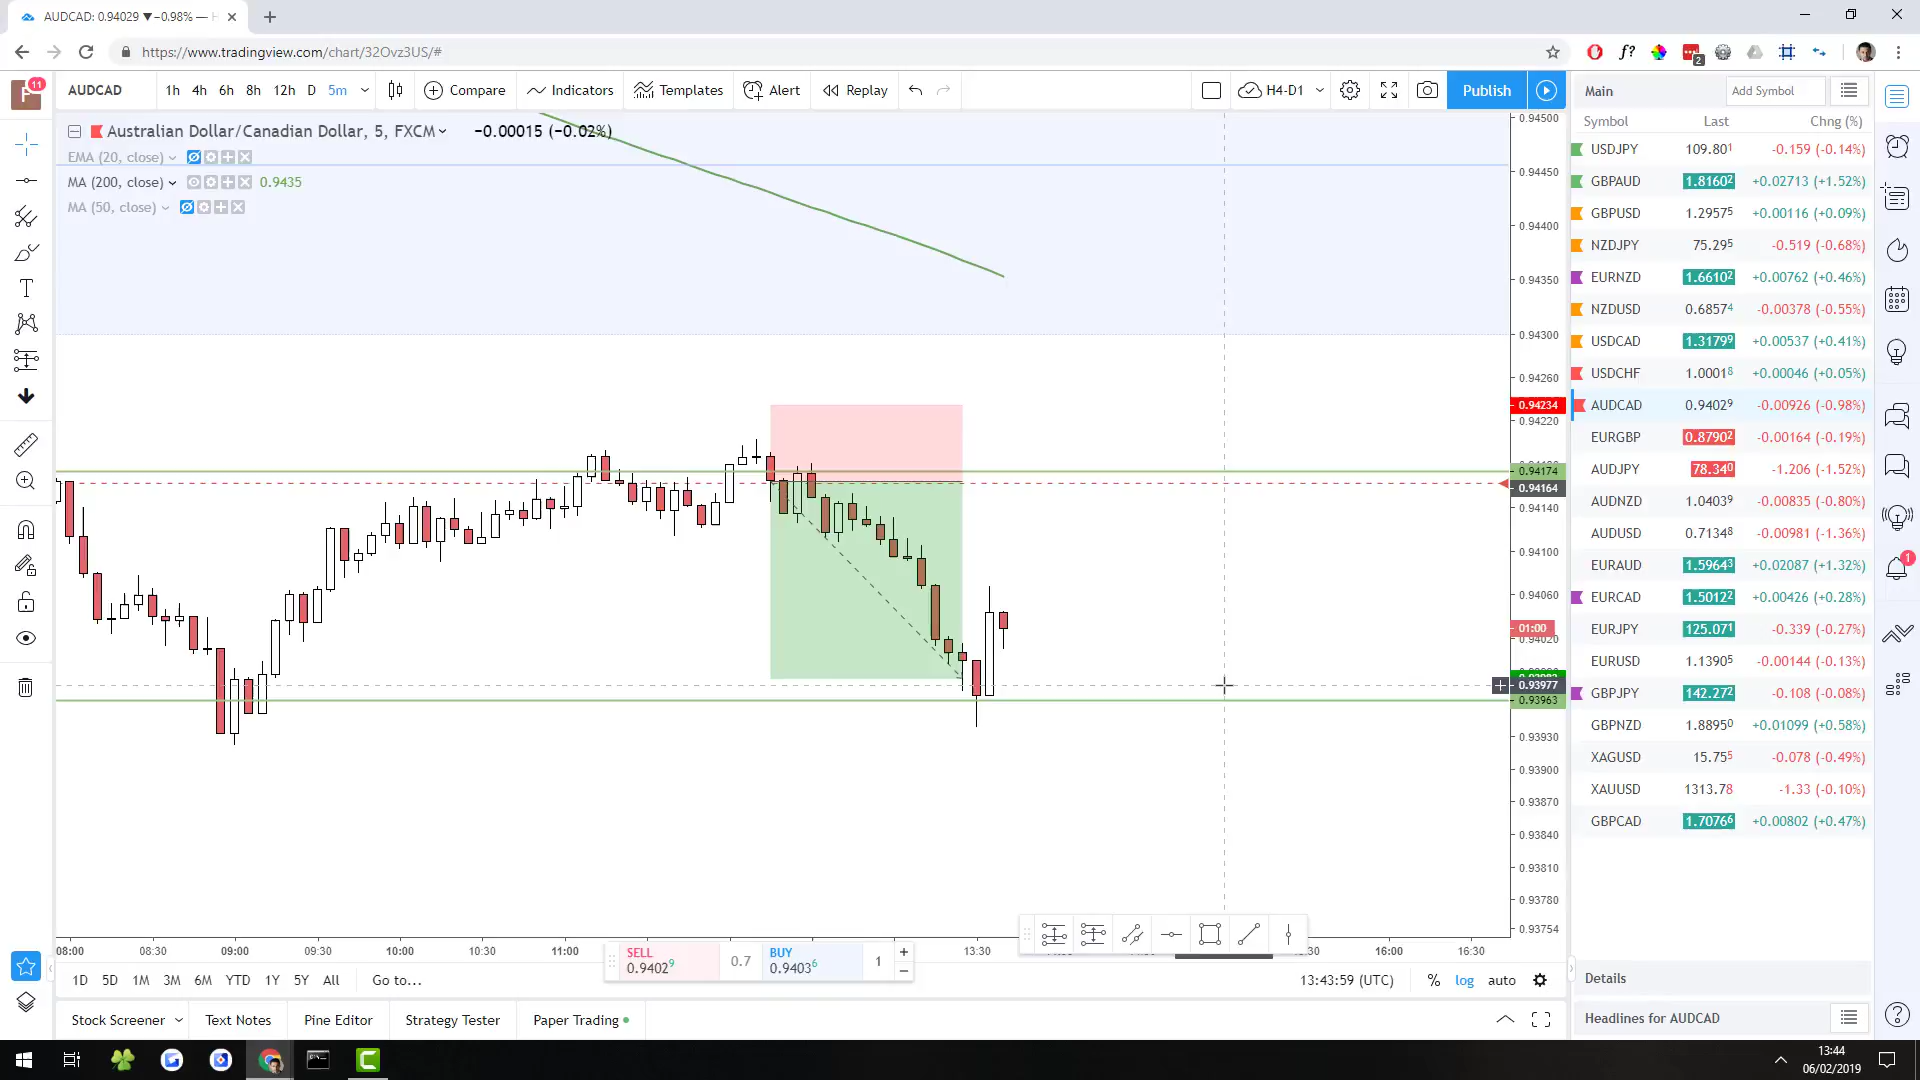 AUDCAD: 0.94029 ▼ −0.98% —
https://www.tradingview.com/chart/32Ovz3US/#
2
11
AUDCAD 1h 4h 6h 8h 12h D 5m Compare Indicators Templates Alert Replay H4-D1 Publish
Australian Dollar/Canadian Dollar, 5, FXCM −0.00015 (−0.02%)
EMA (20, close)
MA (200, close) 0.9435
MA (50, close)
0.94500
0.94450
0.94400
0.94350
0.94300
0.94260
0.94234
0.94220
0.94174
0.94164
0.94140
0.94100
0.94060
01:00
0.94020
0.93977
0.93963
0.93930
0.93900
0.93870
0.93840
0.93810
0.93780
0.93754
08:00 08:30 09:00 09:30 10:00 10:30 11:00 13:30 16:00 16:30
SELL
0.94029
0.7
BUY
0.94036
1
+
−
1D 5D 1M 3M 6M YTD 1Y 5Y All Go to...
13:43:59 (UTC) % log auto
Stock Screener Text Notes Pine Editor Strategy Tester Paper Trading
Main Add Symbol
Symbol Last Chng (%)
USDJPY 109.801 -0.159 (-0.14%)
GBPAUD 1.81602 +0.02713 (+1.52%)
GBPUSD 1.29575 +0.00116 (+0.09%)
NZDJPY 75.295 -0.519 (-0.68%)
EURNZD 1.66102 +0.00762 (+0.46%)
NZDUSD 0.68574 -0.00378 (-0.55%)
USDCAD 1.31799 +0.00537 (+0.41%)
USDCHF 1.00018 +0.00046 (+0.05%)
AUDCAD 0.94029 -0.00926 (-0.98%)
EURGBP 0.87902 -0.00164 (-0.19%)
AUDJPY 78.340 -1.206 (-1.52%)
AUDNZD 1.04039 -0.00835 (-0.80%)
AUDUSD 0.71348 -0.00981 (-1.36%)
EURAUD 1.59643 +0.02087 (+1.32%)
EURCAD 1.50122 +0.00426 (+0.28%)
EURJPY 125.071 -0.339 (-0.27%)
EURUSD 1.13905 -0.00144 (-0.13%)
GBPJPY 142.272 -0.108 (-0.08%)
GBPNZD 1.88950 +0.01099 (+0.58%)
XAGUSD 15.755 -0.078 (-0.49%)
XAUUSD 1313.78 -1.33 (-0.10%)
GBPCAD 1.70766 +0.00802 (+0.47%)
Details
Headlines for AUDCAD
1
13:44
06/02/2019